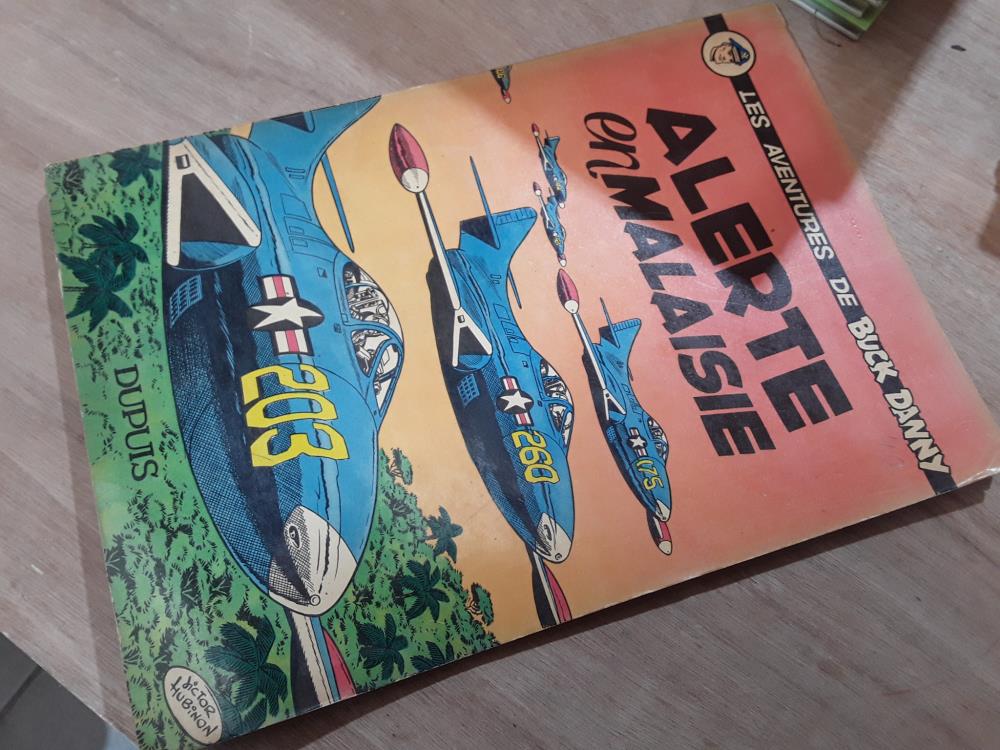 LES AVENTURES DE BUCK DANNY
ALERTE
en MALAISIE
175
260
203
DUPUIS
VICTOR
HUBINON